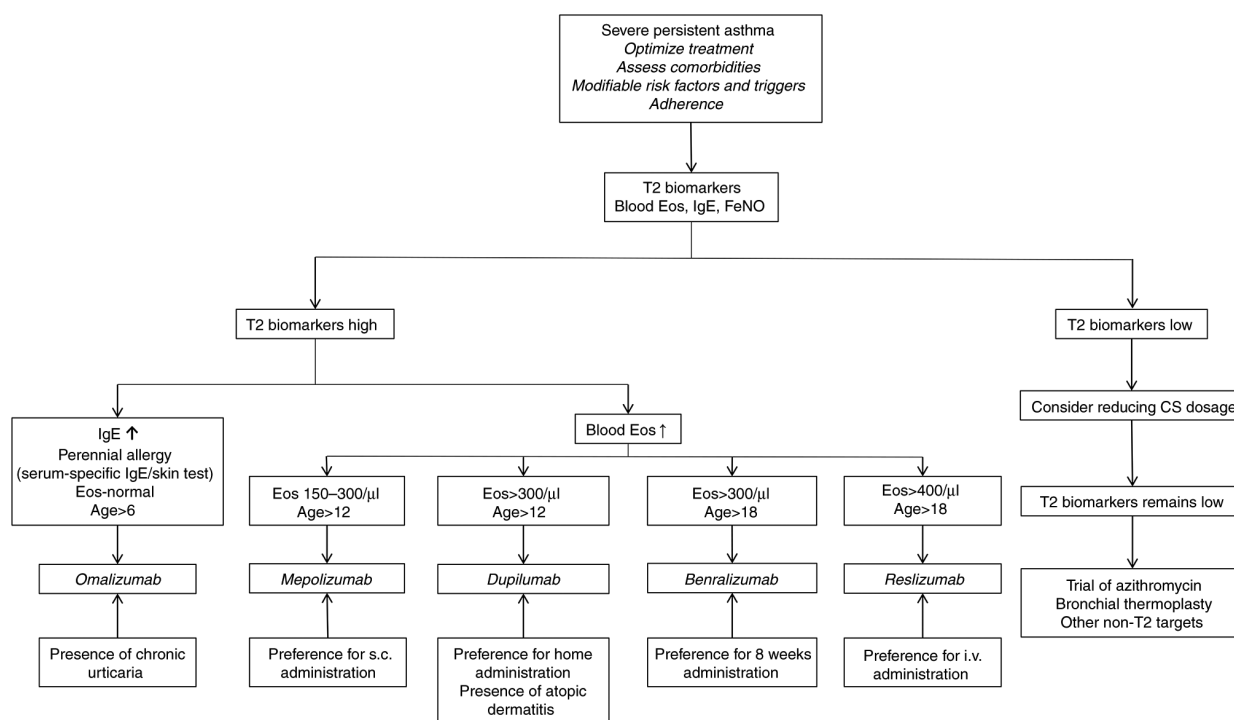 Severe persistent asthma
Optimize treatment
Assess comorbidities
Modifiable risk factors and triggers
Adherence
T2 biomarkers
Blood Eos, IgE, FeNO
T2 biomarkers high
T2 biomarkers low
IgE ↑
Perennial allergy
(serum-specific IgE/skin test)
Eos-normal
Age>6
Blood Eos ↑
Consider reducing CS dosage
Eos 150–300/µl
Age>12
Eos>300/µl
Age>12
Eos>300/µl
Age>18
Eos>400/µl
Age>18
T2 biomarkers remains low
Omalizumab
Mepolizumab
Dupilumab
Benralizumab
Reslizumab
Trial of azithromycin
Bronchial thermoplasty
Other non-T2 targets
Presence of chronic
urticaria
Preference for s.c.
administration
Preference for home
administration
Presence of atopic
dermatitis
Preference for 8 weeks
administration
Preference for i.v.
administration